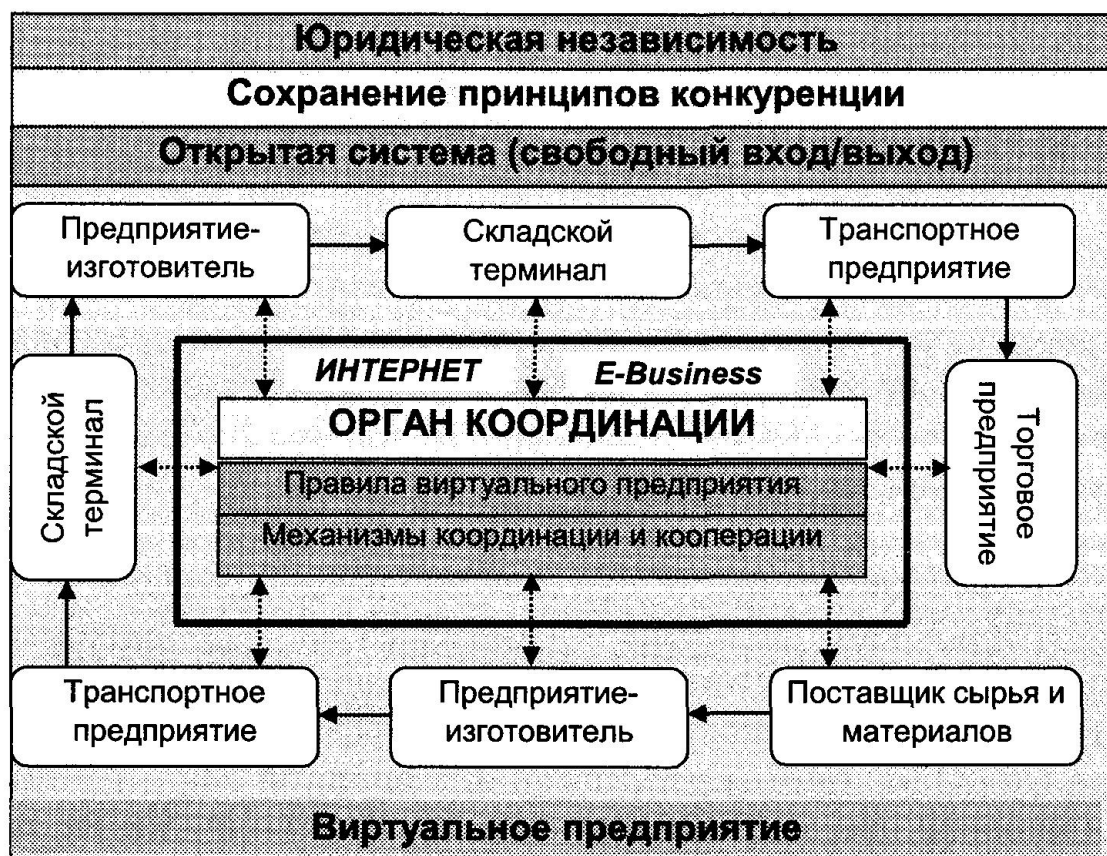 Юридическая независимость
Сохранение принципов конкуренции
Открытая система (свободный вход/выход)
Предприятие-
изготовитель
Складской
терминал
Транспортное
предприятие
ИНТЕРНЕТ
E-Business
ОРГАН КООРДИНАЦИИ
Правила виртуального предприятия
Механизмы координации и кооперации
Складской
терминал
Торговое
предприятие
Транспортное
предприятие
Предприятие-
изготовитель
Поставщик сырья и
материалов
Виртуальное предприятие